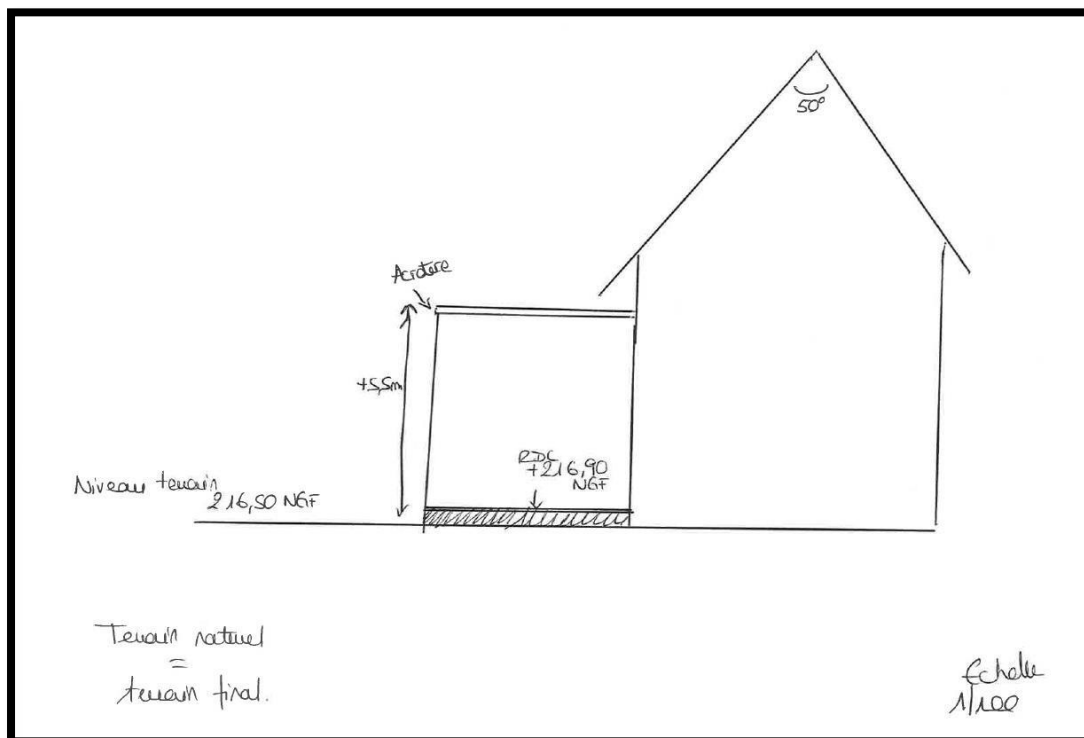 50°
Acrotere
+5,5m
RDC
+216,90
NGF
Niveau terrain
216,50 NGF
Terrain naturel
=
terrain final.
Echelle
1/100